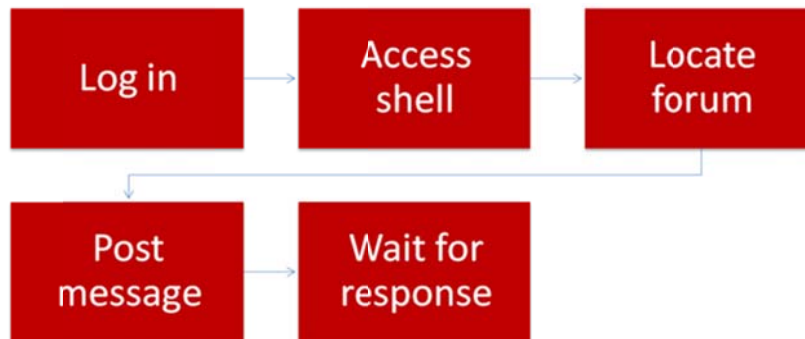 Log in
Access
shell
Locate
forum
Post
message
Wait for
response